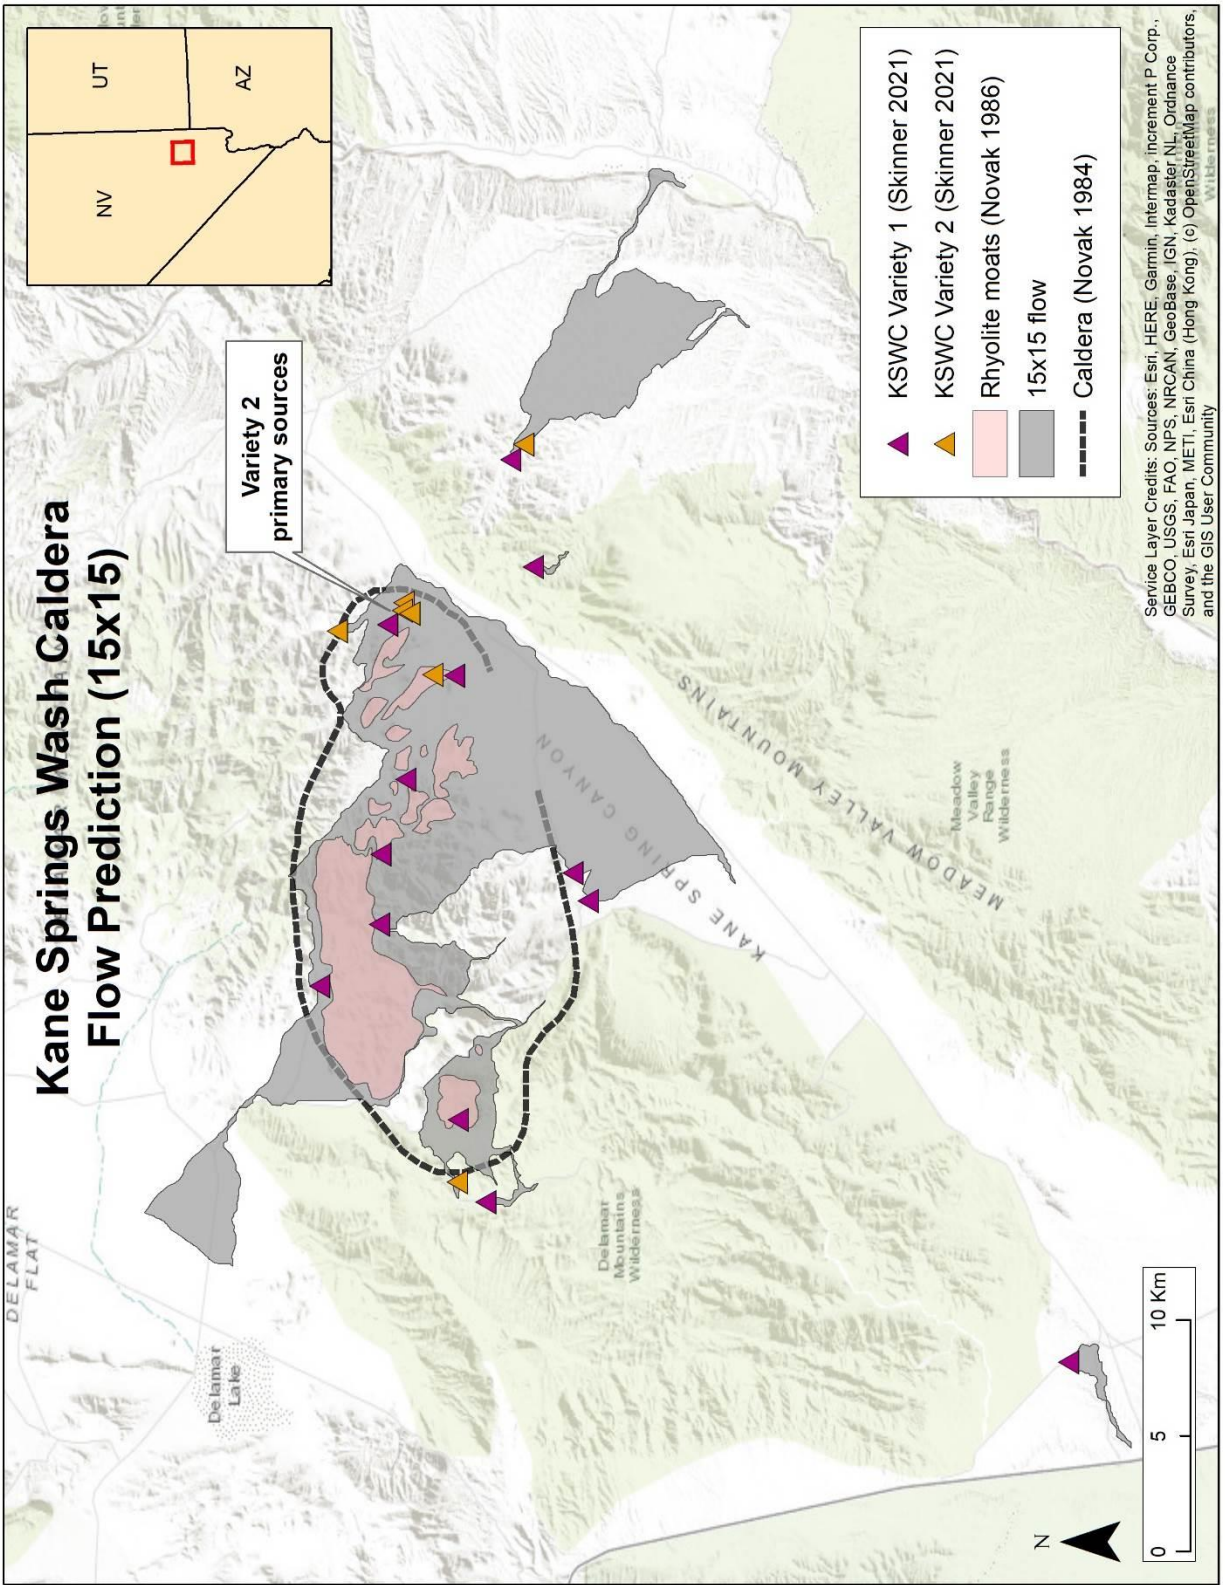 Kane Springs Wash Caldera
Flow Prediction (15x15)
UT
NV
AZ
DELAMAR
FLAT
Delamar
Lake
Variety 2
primary sources
KANE SPRING CANYON
MEADOW VALLEY MOUNTAINS
Delamar
Mountains
Wilderness
Meadow
Valley
Range
Wilderness
KSWC Variety 1 (Skinner 2021)
KSWC Variety 2 (Skinner 2021)
Rhyolite moats (Novak 1986)
15x15 flow
Caldera (Novak 1984)
N
0 5 10 Km
Service Layer Credits: Sources: Esri, HERE, Garmin, Intermap, increment P Corp.,
GEBCO, USGS, FAO, NPS, NRCAN, GeoBase, IGN, Kadaster NL, Ordnance
Survey, Esri Japan, METI, Esri China (Hong Kong), (c) OpenStreetMap contributors,
and the GIS User Community
Wilderness